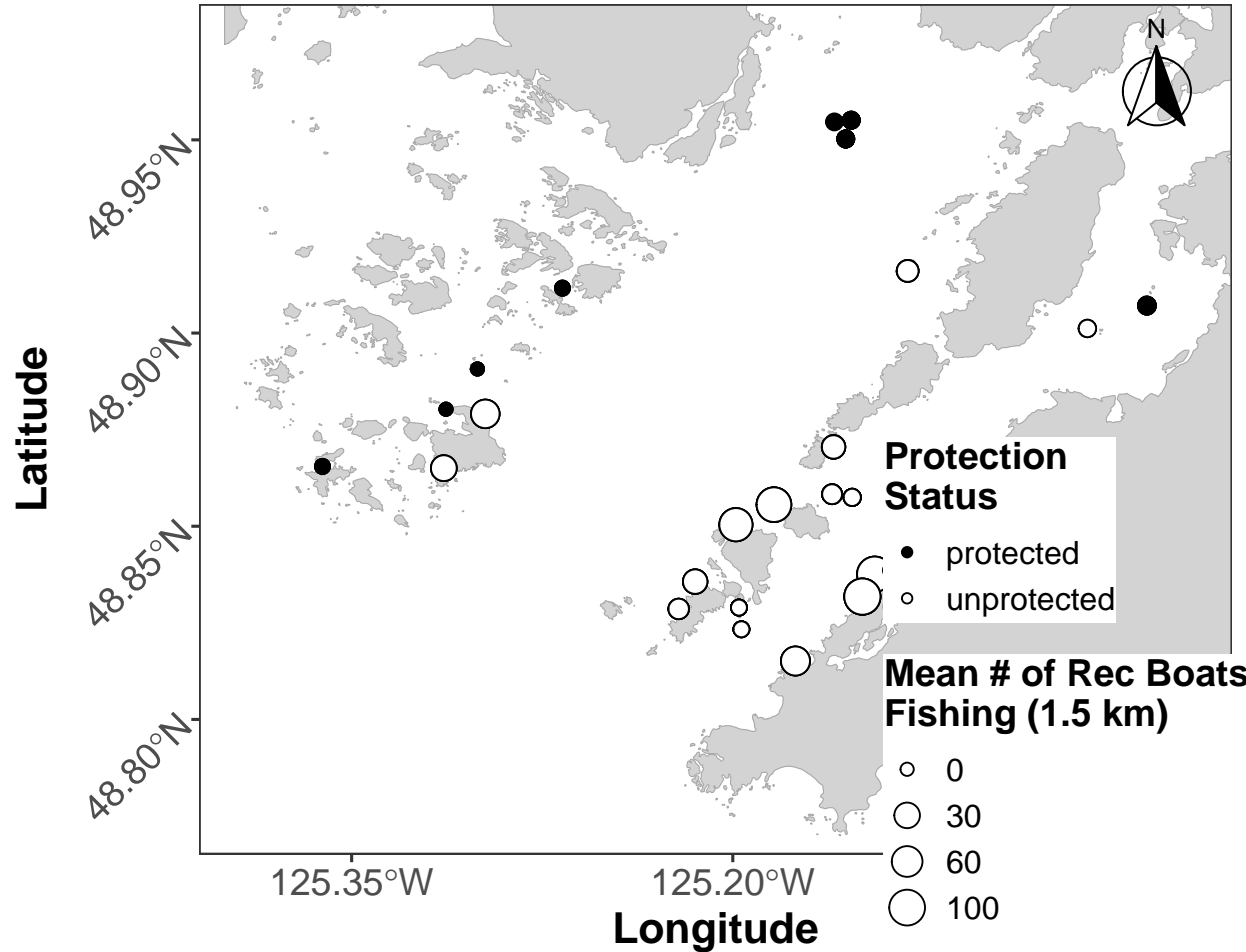 N
48.95°N
48.90°N
48.85°N
48.80°N
Latitude
125.35°W
125.20°W
Longitude
Protection
Status
protected
unprotected
Mean # of Rec Boats
Fishing (1.5 km)
0
30
60
100